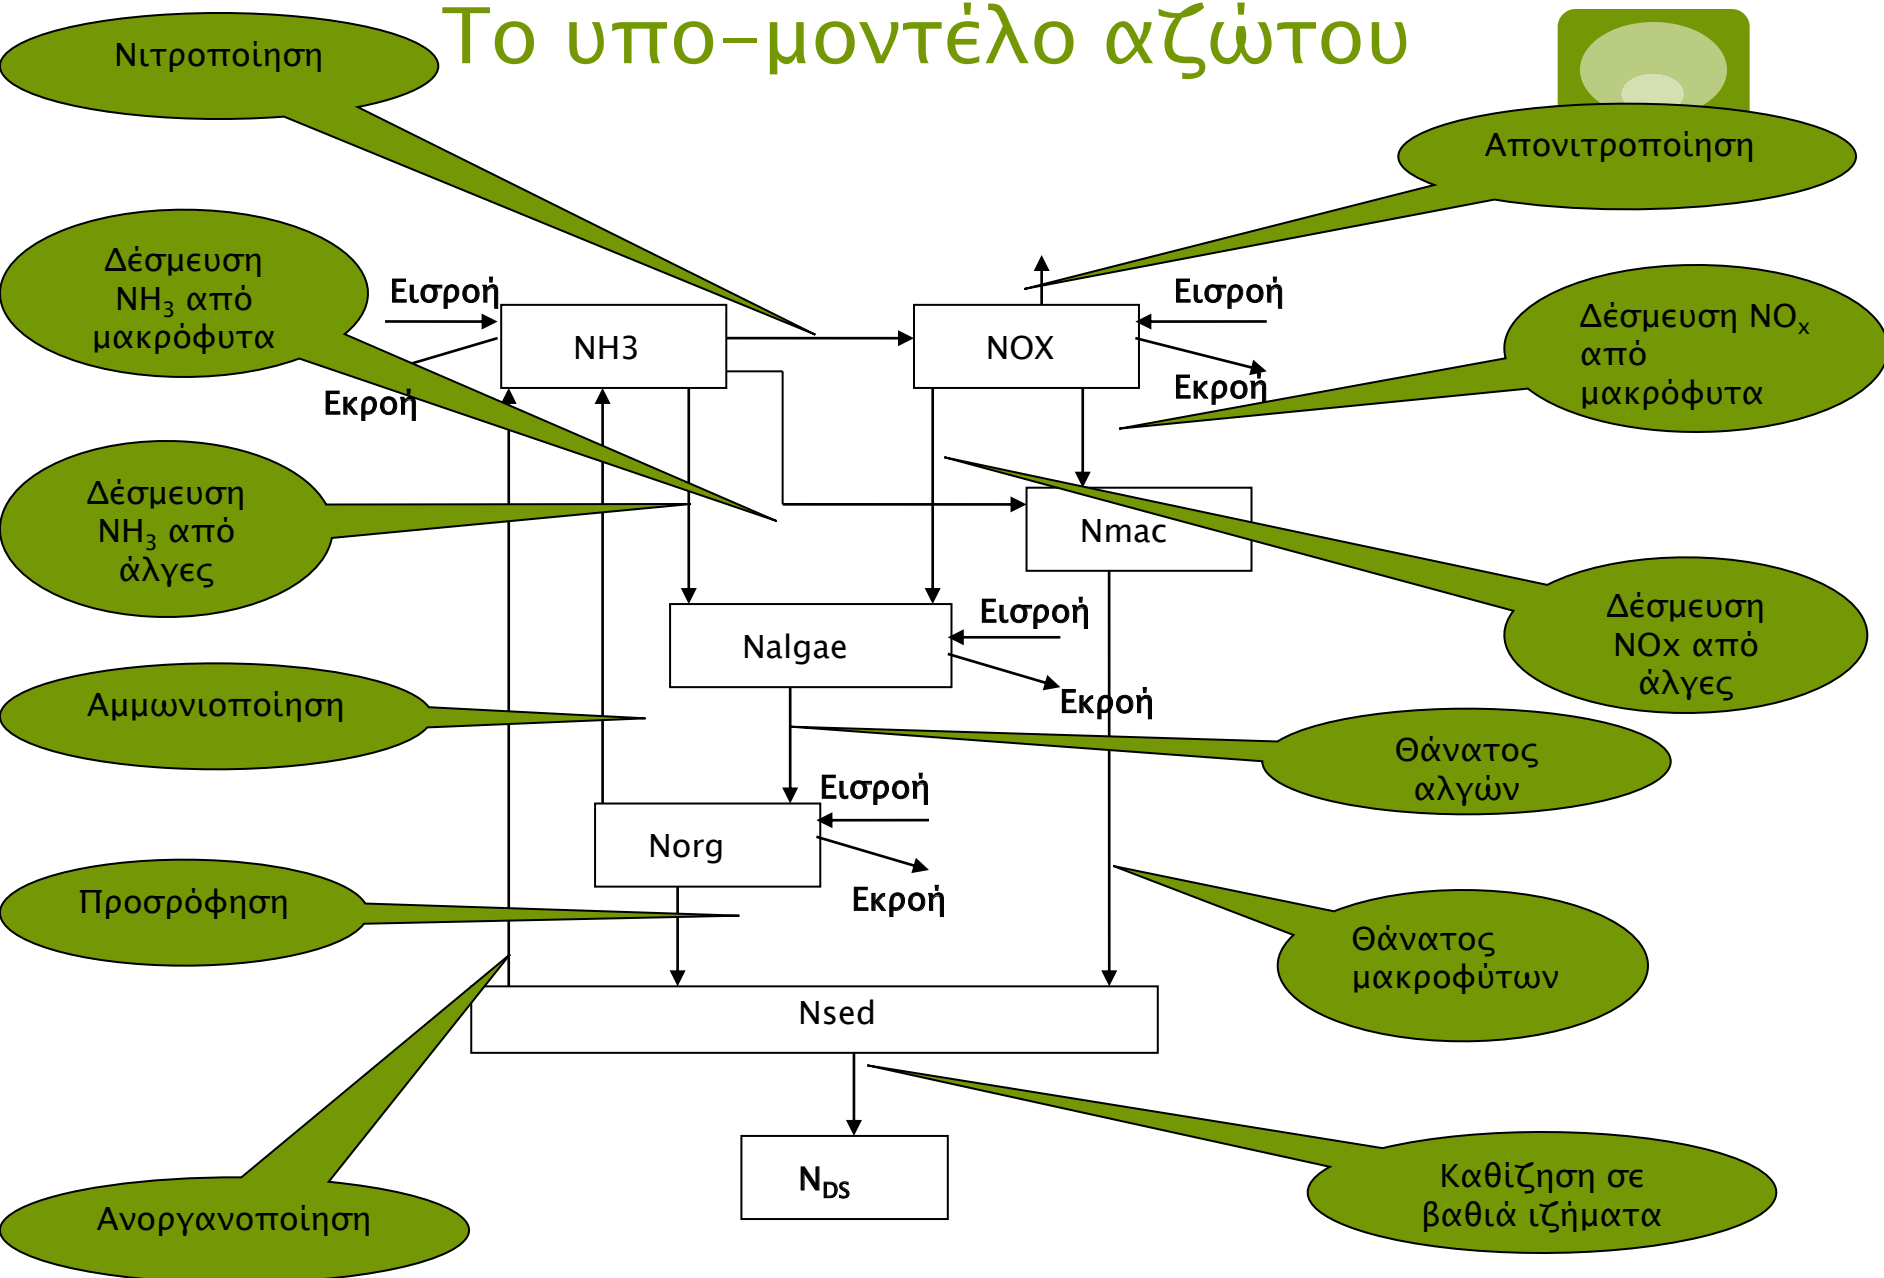 Το υπο-μοντέλο αζώτου
Νιτροποίηση
Απονιτροποίηση
Δέσμευση
NH₃ από
μακρόφυτα
Εισροή
Εκροή
NH3
NOX
Εισροή
Εκροή
Δέσμευση NOₓ
από
μακρόφυτα
Δέσμευση
NH₃ από
άλγες
Nmac
Nalgae
Εισροή
Εκροή
Δέσμευση
NOx από
άλγες
Αμμωνιοποίηση
Θάνατος
αλγών
Norg
Εισροή
Εκροή
Προσρόφηση
Θάνατος
μακροφύτων
Nsed
N_DS
Ανοργανοποίηση
Καθίζηση σε
βαθιά ιζήματα